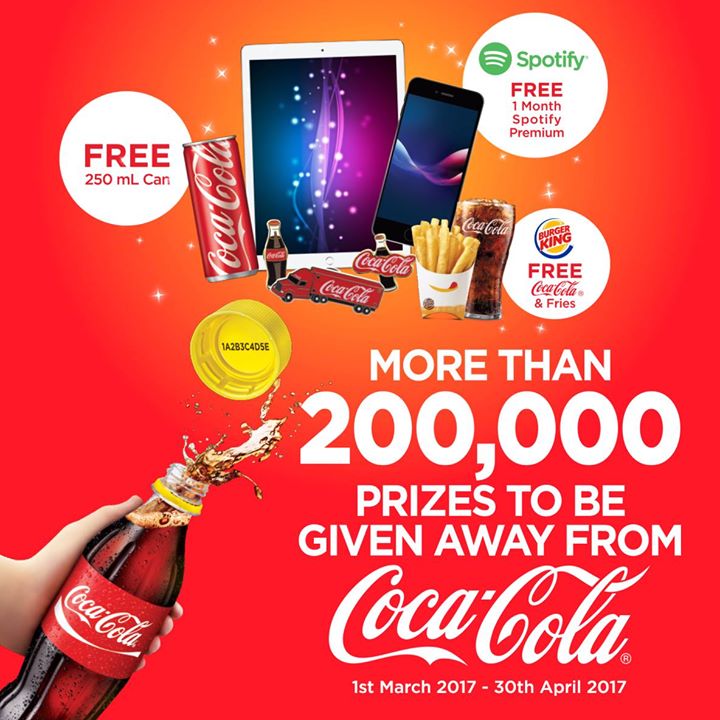 Spotify®
FREE
1 Month
Spotify
Premium
FREE
250 mL Can
Coca-Cola
Coca-Cola
Coca-Cola
Coca-Cola
Coca-Cola
BURGER
KING
FREE
Coca-Cola®
& Fries
1A2B3C4D5E
MORE THAN
200,000
PRIZES TO BE
GIVEN AWAY FROM
Coca-Cola®
Coca-Cola
1st March 2017 - 30th April 2017